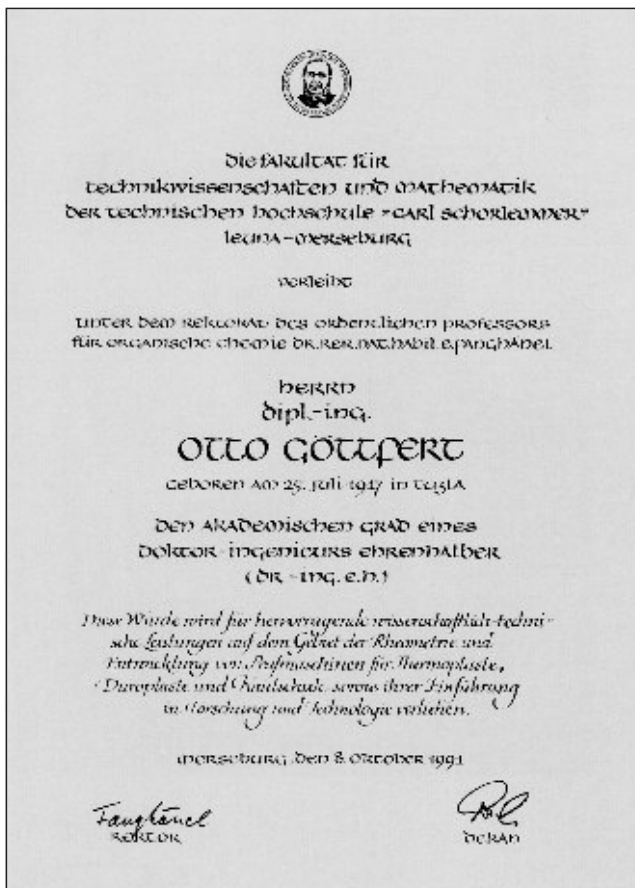 die fakultät für
technikwissenschaften und mathematik
der technischen hochschule "carl schorlemmer"
leuna-merseburg
verleiht
unter dem rektorat des ordentlichen professors
für organische chemie dr.rer.nat.habil.e.fanghänel
herrn
dipl.-ing.
OTTO GÖTTFERT
geboren am 25. juli 1917 in tuzla
den akademischen grad eines
doktor-ingenieurs ehrenhalber
(dr.-ing.e.h.)
Diese Würde wird für hervorragende wissenschaftlich-techni-
sche Leistungen auf dem Gebiet der Rheometrie und
Entwicklung von Prüfmaschinen für Thermoplaste,
Duroplaste und Kautschuk sowie ihrer Einführung
in Forschung und Technologie verliehen.
merseburg, den 8. oktober 1991
Fanghänel
rektor
dekan